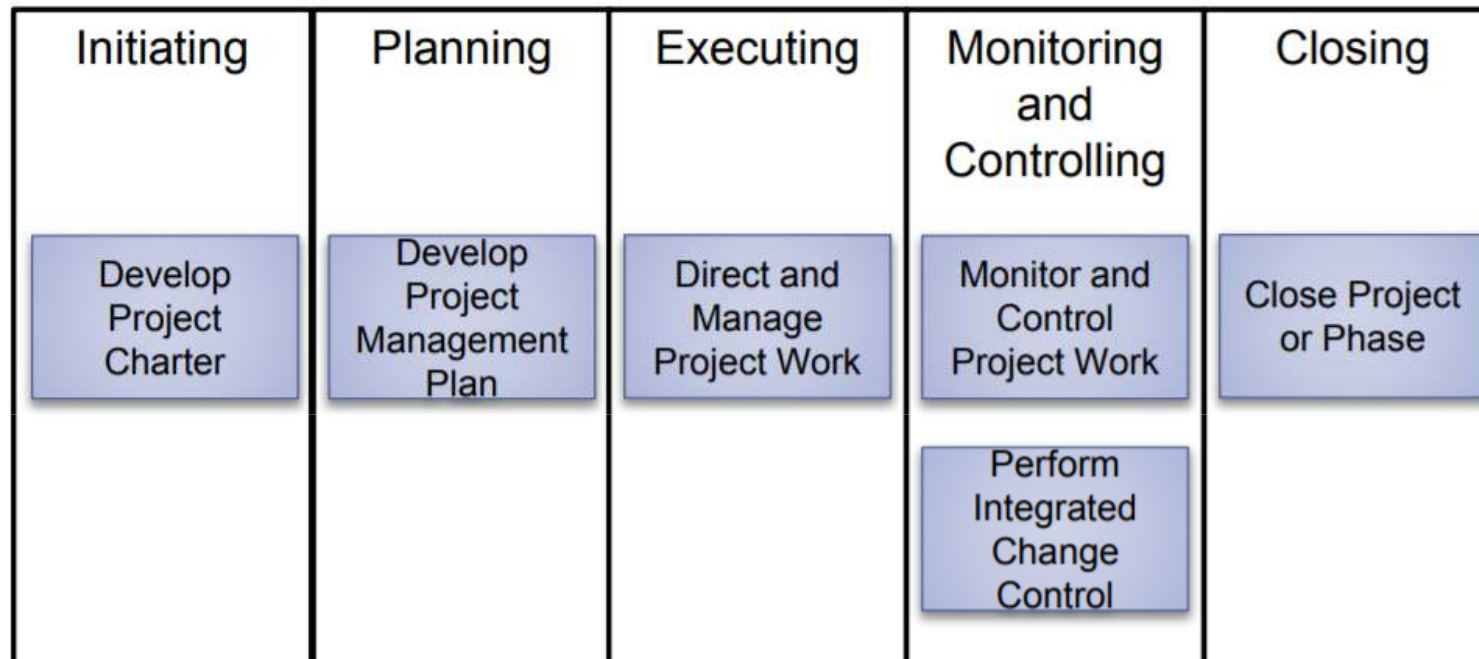 Initiating
Planning
Executing
Monitoring
and
Controlling
Closing
Develop
Project
Charter
Develop
Project
Management
Plan
Direct and
Manage
Project Work
Monitor and
Control
Project Work
Close Project
or Phase
Perform
Integrated
Change
Control